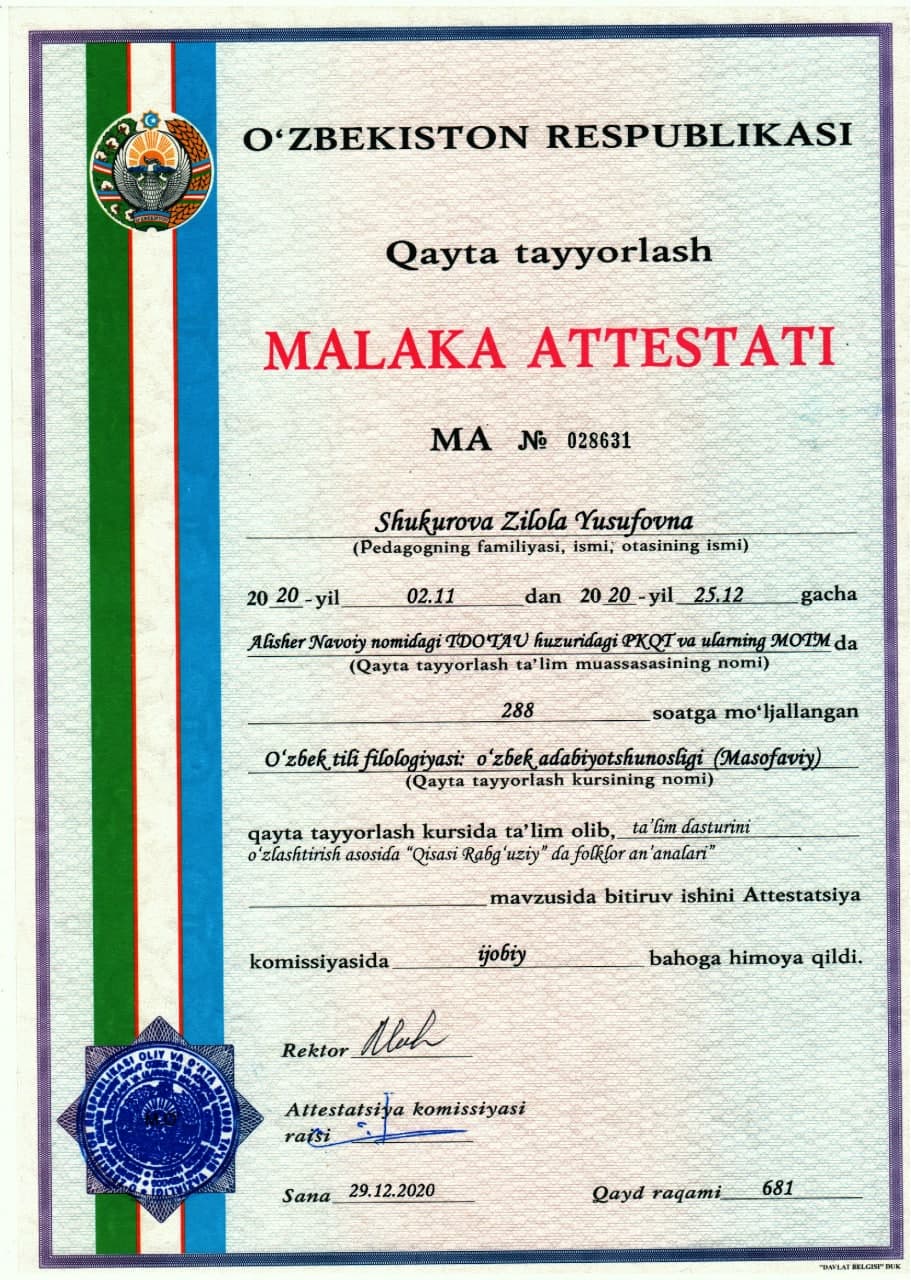 O‘ZBEKISTON RESPUBLIKASI
Qayta tayyorlash
MALAKA ATTESTATI
MA № 028631
Shukurova Zilola Yusufovna
(Pedagogning familiyasi, ismi, otasining ismi)
20 20 -yil 02.11 dan 20 20 -yil 25.12 gacha
Alisher Navoiy nomidagi TDO‘TAU huzuridagi PKQT va ularning MOTM da
(Qayta tayyorlash ta’lim muassasasining nomi)
288 soatga mo‘ljallangan
O‘zbek tili filologiyasi: o‘zbek adabiyotshunosligi (Masofaviy)
(Qayta tayyorlash kursining nomi)
qayta tayyorlash kursida ta’lim olib, ta’lim dasturini
o‘zlashtirish asosida “Qisasi Rabg‘uziy” da folklor an’analari”
mavzusida bitiruv ishini Attestatsiya
komissiyasida ijobiy bahoga himoya qildi.
Rektor
Attestatsiya komissiyasi
raisi
Sana 29.12.2020 Qayd raqami 681
"DAVLAT BELGISI" DUK